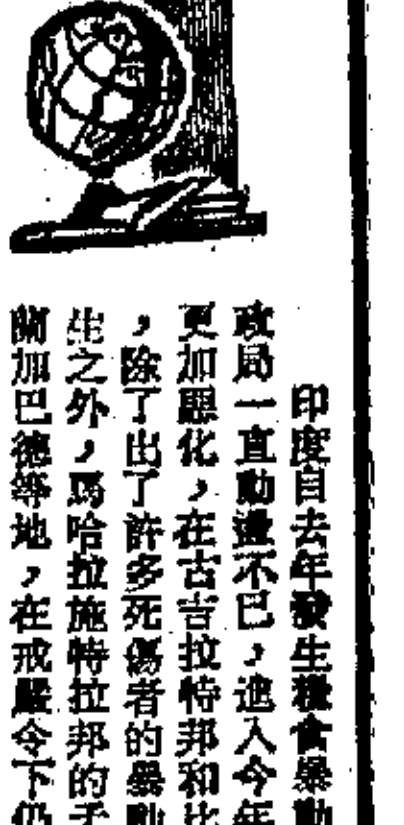 印度自去年發生糧食暴動
政局一直動盪不已，進入今年
更加惡化，在古吉拉特邦和比
，除了出了許多死傷者的暴動
生之外，馬哈拉施特拉邦的孟
蘭加巴德等地，在戒嚴令下仍